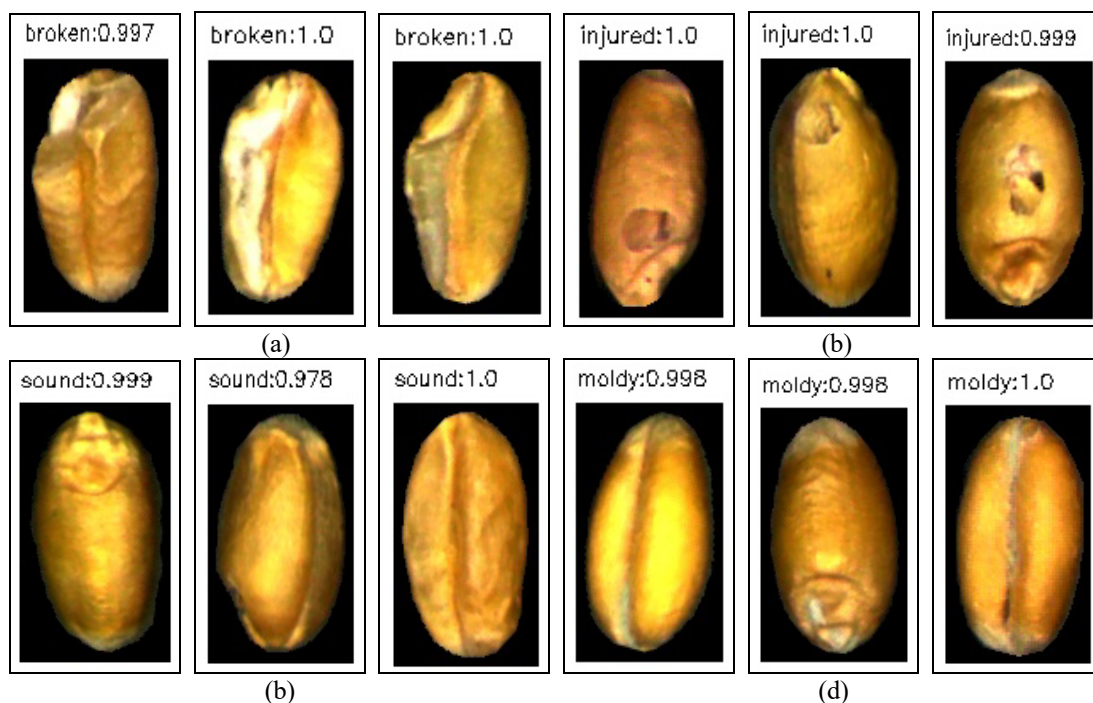 broken:0.997
broken:1.0
broken:1.0
injured:1.0
injured:1.0
injured:0.999
(a)
(b)
sound:0.999
sound:0.978
sound:1.0
moldy:0.998
moldy:0.998
moldy:1.0
(b)
(d)